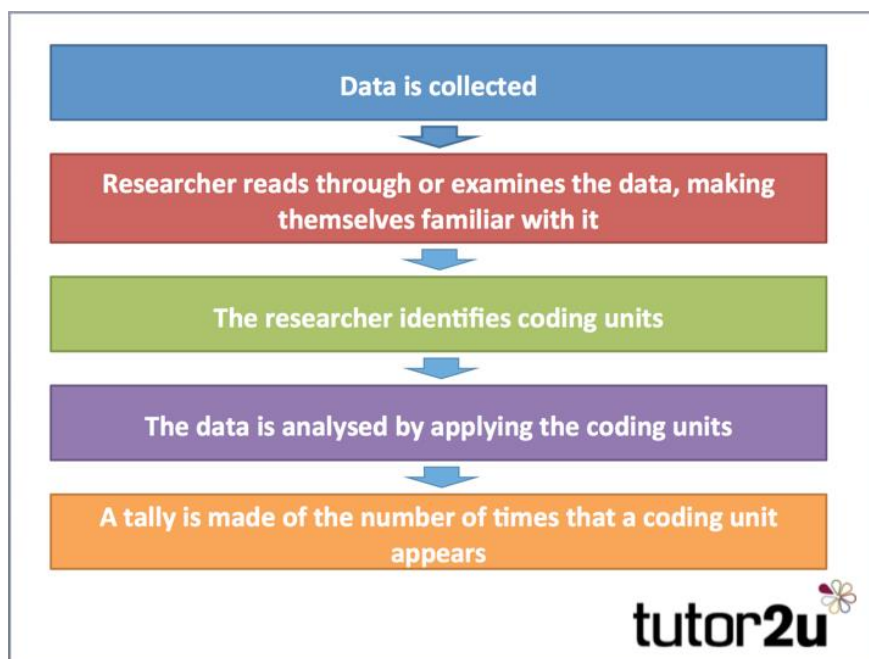 Data is collected
Researcher reads through or examines the data, making
themselves familiar with it
The researcher identifies coding units
The data is analysed by applying the coding units
A tally is made of the number of times that a coding unit
appears
tutor2u